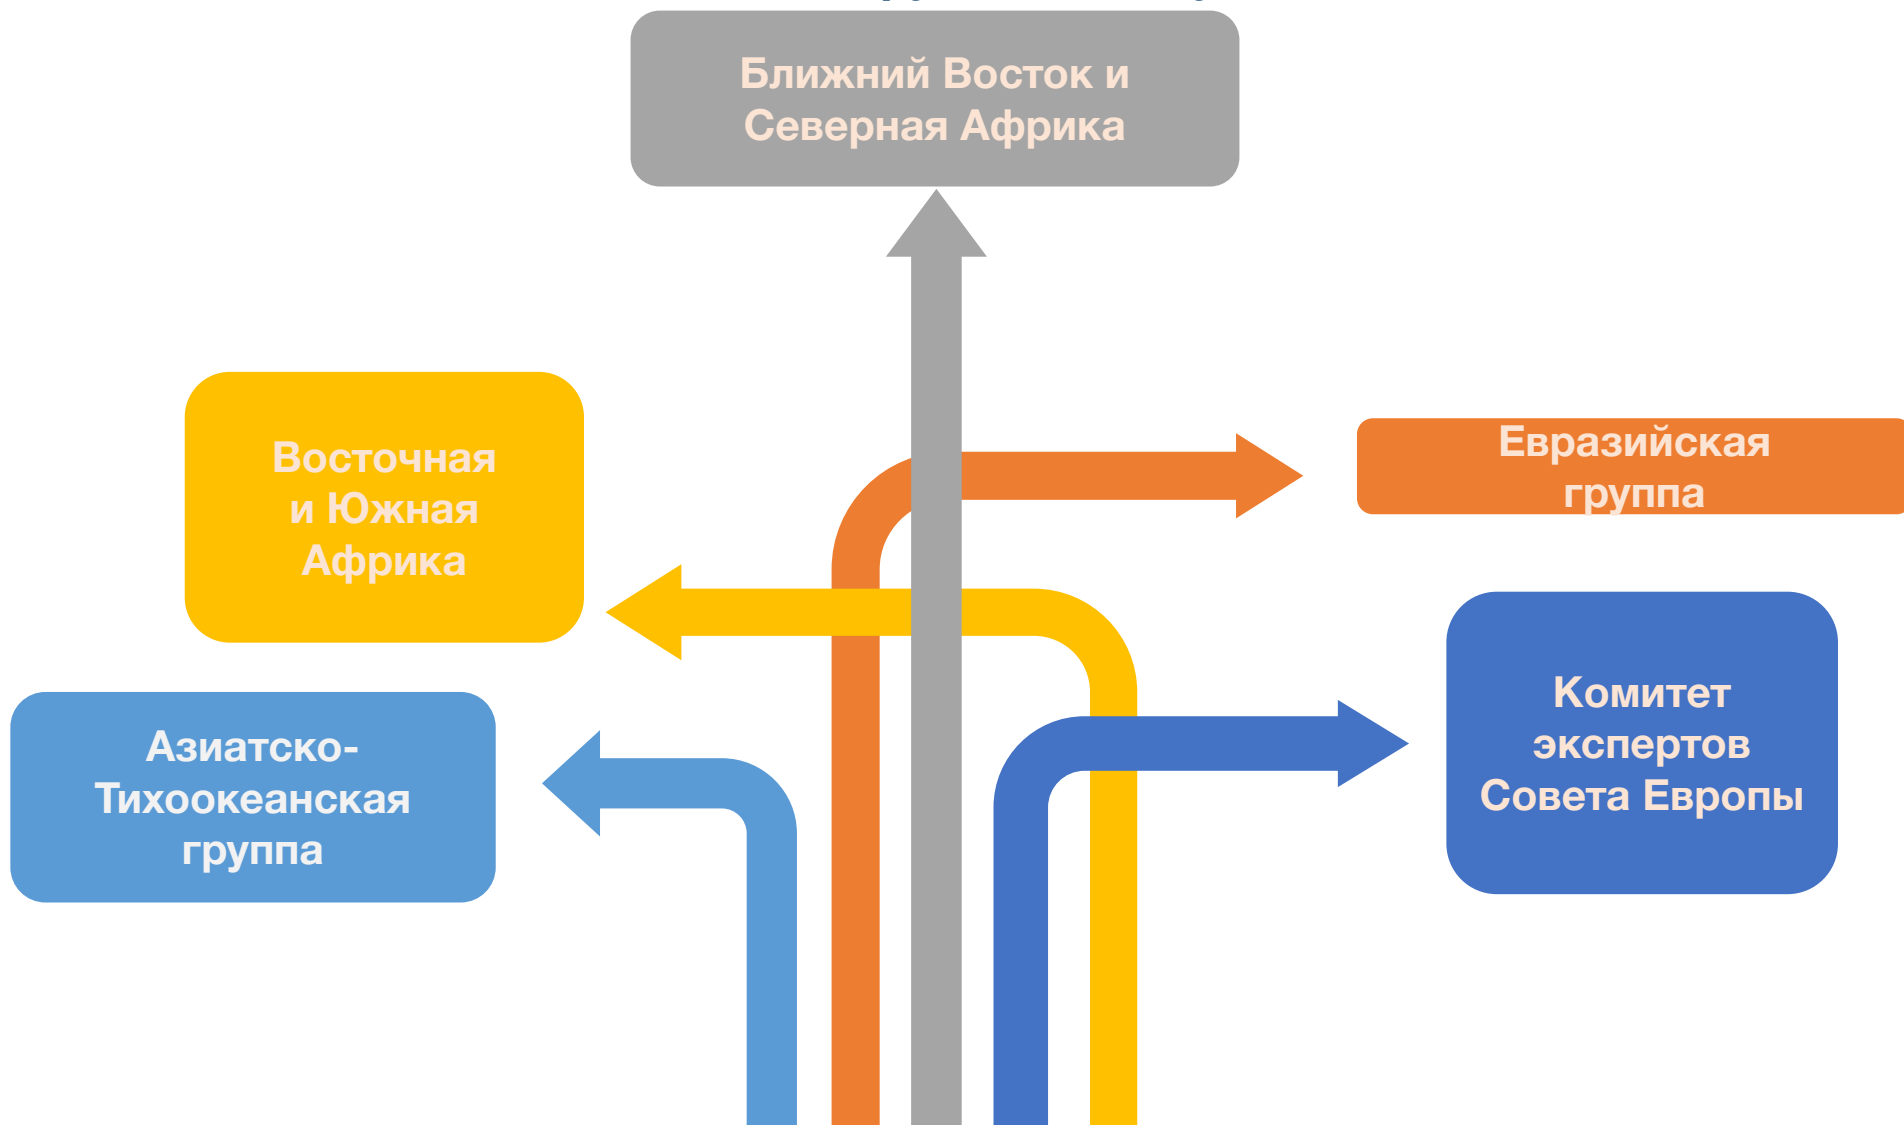 Ближний Восток и
Северная Африка
Восточная
и Южная
Африка
Евразийская
группа
Азиатско-
Тихоокеанская
группа
Комитет
экспертов
Совета Европы